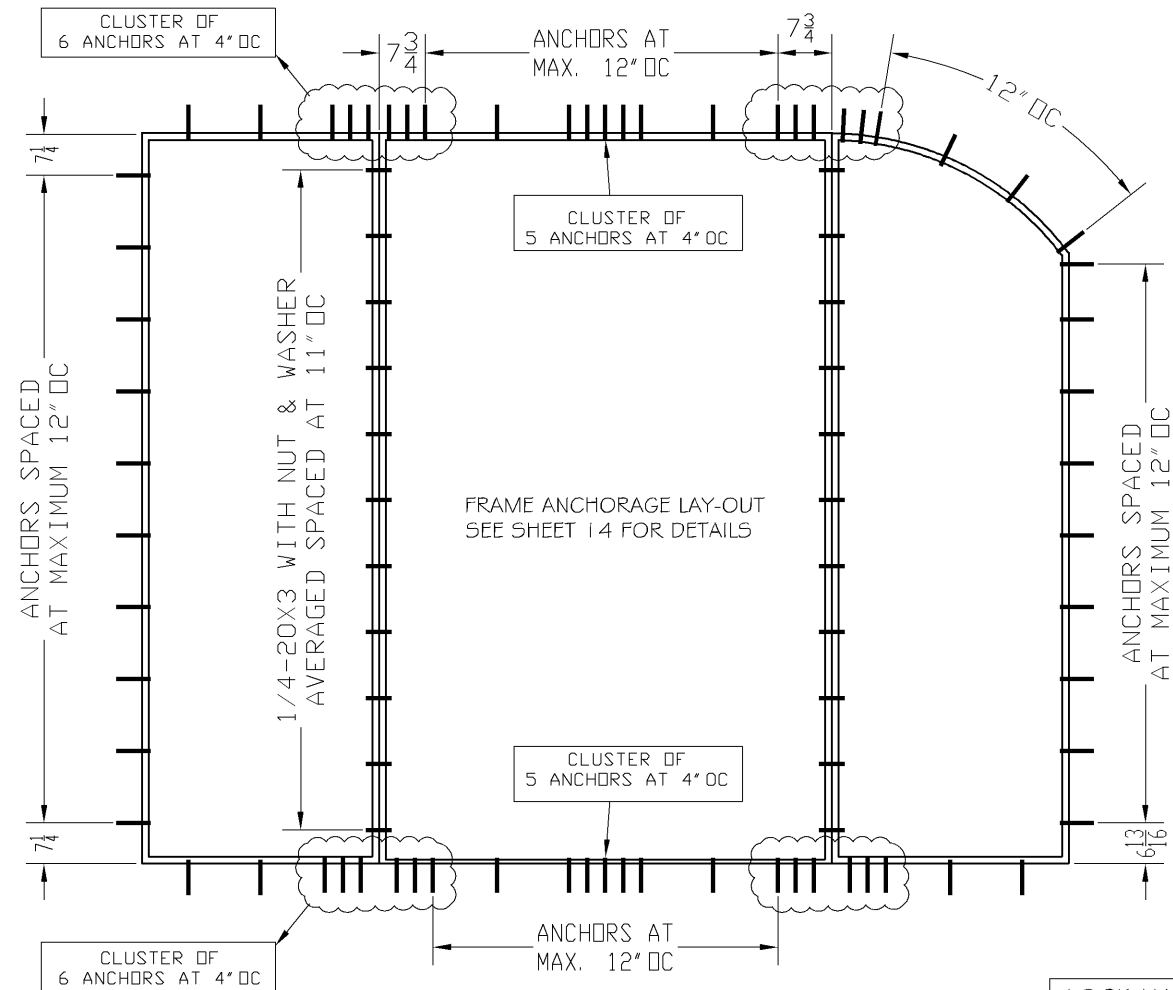 CLUSTER OF
6 ANCHORS AT 4" OC
7 3/4
ANCHORS AT
MAX. 12" OC
7 3/4
12" OC
7 1/4
CLUSTER OF
5 ANCHORS AT 4" OC
ANCHORS SPACED
AT MAXIMUM 12" OC
1/4-20X3 WITH NUT & WASHER
AVERAGED SPACED AT 11" OC
FRAME ANCHORAGE LAY-OUT
SEE SHEET 14 FOR DETAILS
ANCHORS SPACED
AT MAXIMUM 12" OC
CLUSTER OF
5 ANCHORS AT 4" OC
7 1/4
6 13/16
ANCHORS AT
MAX. 12" OC
CLUSTER OF
6 ANCHORS AT 4" OC